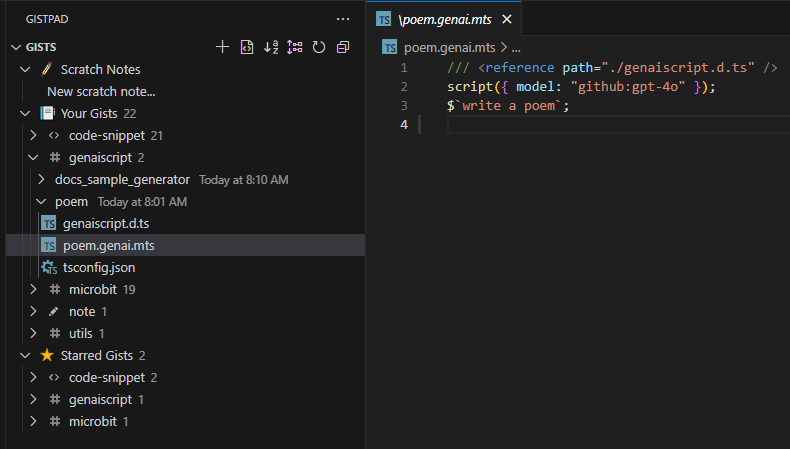 GISTPAD
GISTS
Scratch Notes
New scratch note...
Your Gists 22
<> code-snippet 21
# genaiscript 2
docs_sample_generator Today at 8:10 AM
poem Today at 8:01 AM
TS genaiscript.d.ts
TS poem.genai.mts
TS tsconfig.json
# microbit 19
note 1
# utils 1
Starred Gists 2
<> code-snippet 2
# genaiscript 1
# microbit 1
TS \poem.genai.mts
TS poem.genai.mts > ...
1 /// <reference path="./genaiscript.d.ts" />
2 script({ model: "github:gpt-4o" });
3 $`write a poem`;
4